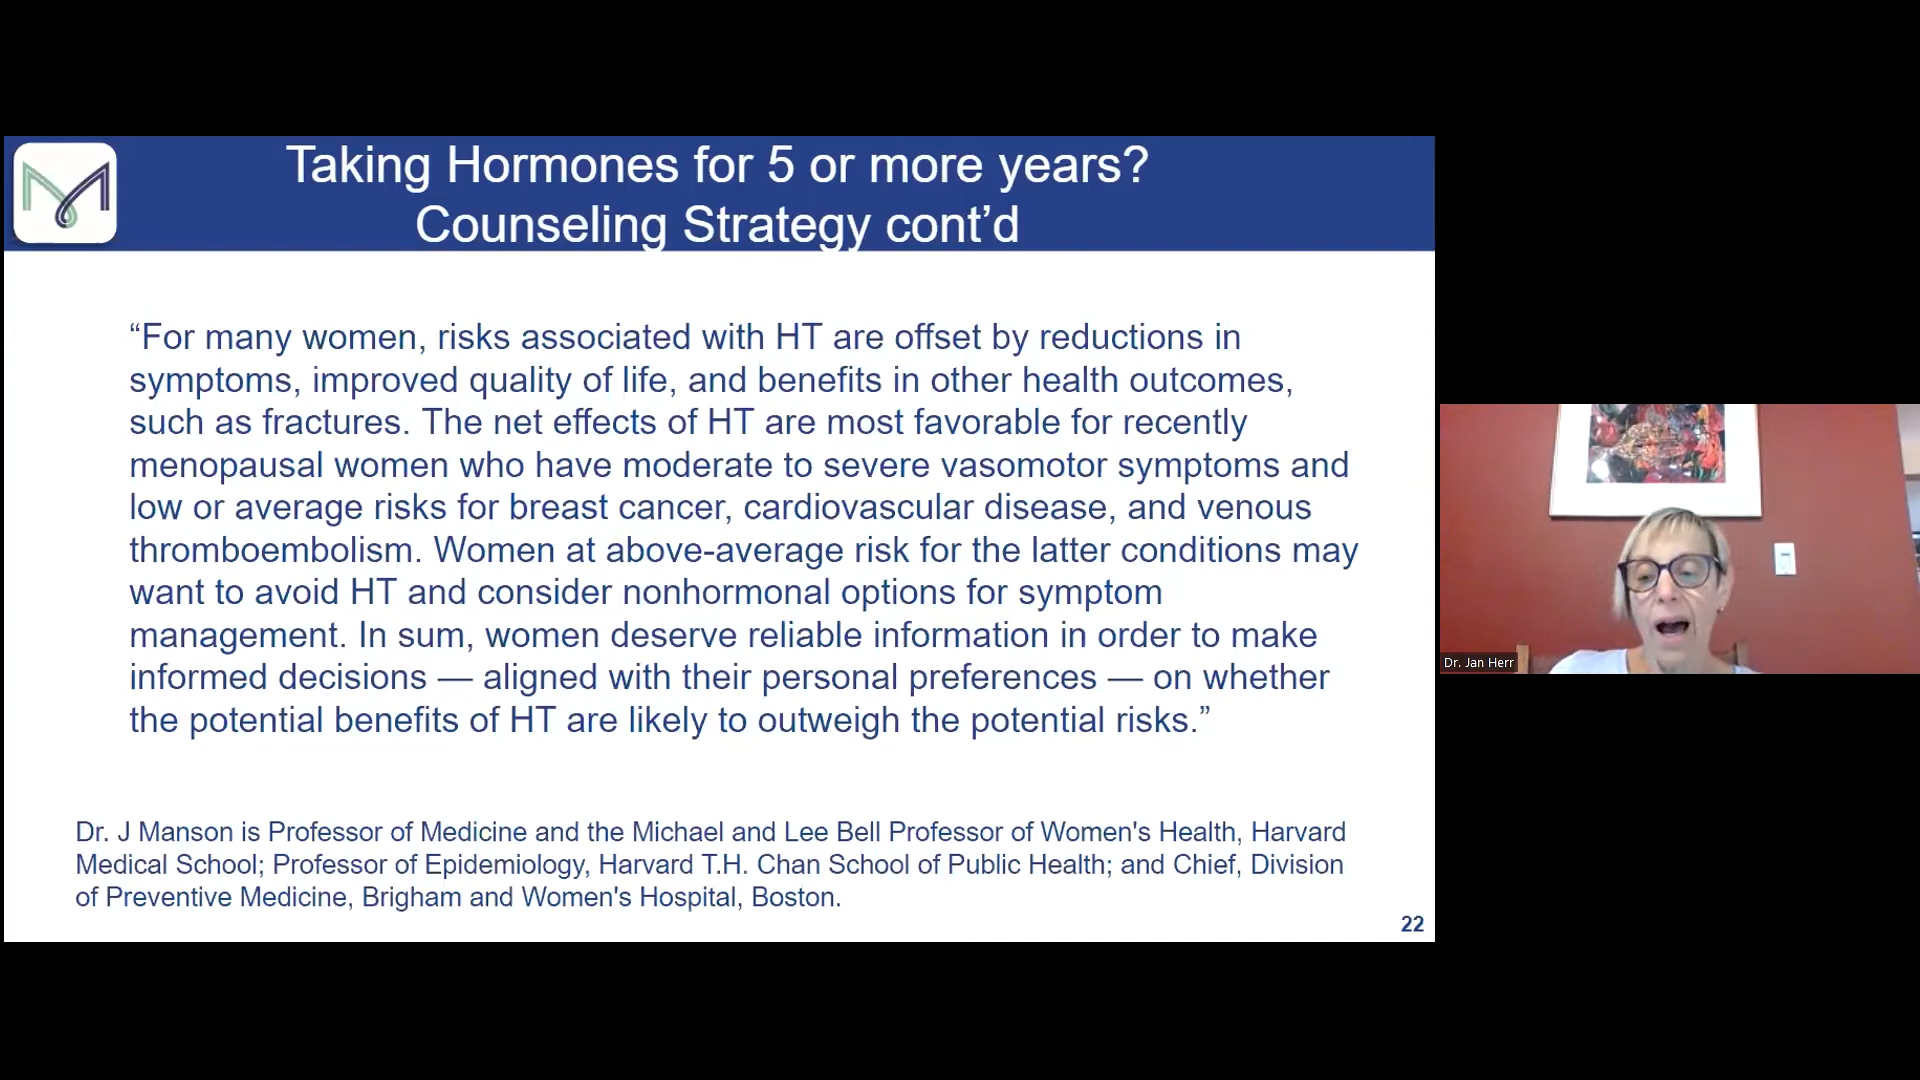 Taking Hormones for 5 or more years?
Counseling Strategy cont’d
“For many women, risks associated with HT are offset by reductions in
symptoms, improved quality of life, and benefits in other health outcomes,
such as fractures. The net effects of HT are most favorable for recently
menopausal women who have moderate to severe vasomotor symptoms and
low or average risks for breast cancer, cardiovascular disease, and venous
thromboembolism. Women at above-average risk for the latter conditions may
want to avoid HT and consider nonhormonal options for symptom
management. In sum, women deserve reliable information in order to make
informed decisions — aligned with their personal preferences — on whether
the potential benefits of HT are likely to outweigh the potential risks.”
Dr. J Manson is Professor of Medicine and the Michael and Lee Bell Professor of Women's Health, Harvard
Medical School; Professor of Epidemiology, Harvard T.H. Chan School of Public Health; and Chief, Division
of Preventive Medicine, Brigham and Women's Hospital, Boston.
22
Dr. Jan Herr